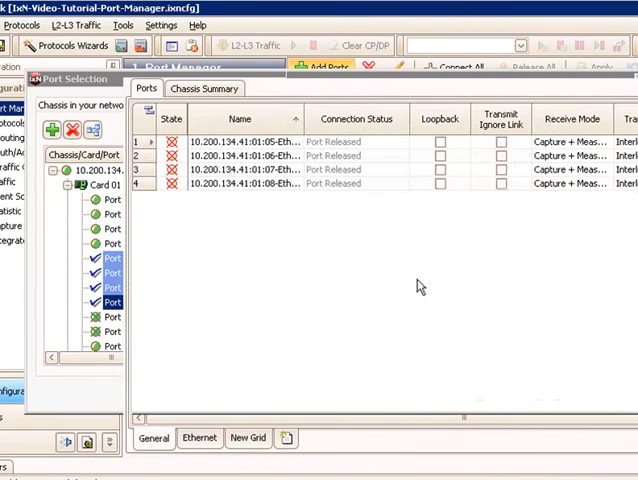 k [IxN-Video-Tutorial-Port-Manager.ixncfg]
Protocols L2-L3 Traffic Tools Settings Help
Protocols Wizards L2-L3 Traffic Clear CP/DP
ration 1. Port Manager Add Ports Connect All Release All Apply
Port Selection
Ports Chassis Summary
Chassis in your netwo
State Name Connection Status Loopback Transmit Ignore Link Receive Mode Tra
Chassis/Card/Port
1 10.200.134.41:01:05-Eth... Port Released Capture + Meas... Interl
2 10.200.134.41:01:06-Eth... Port Released Capture + Meas... Interl
3 10.200.134.41:01:07-Eth... Port Released Capture + Meas... Interl
4 10.200.134.41:01:08-Eth... Port Released Capture + Meas... Interl
10.200.134.
Card 01
Port
Port
Port
Port
Port
Port
Port
Port
Port
Port
Port
General Ethernet New Grid